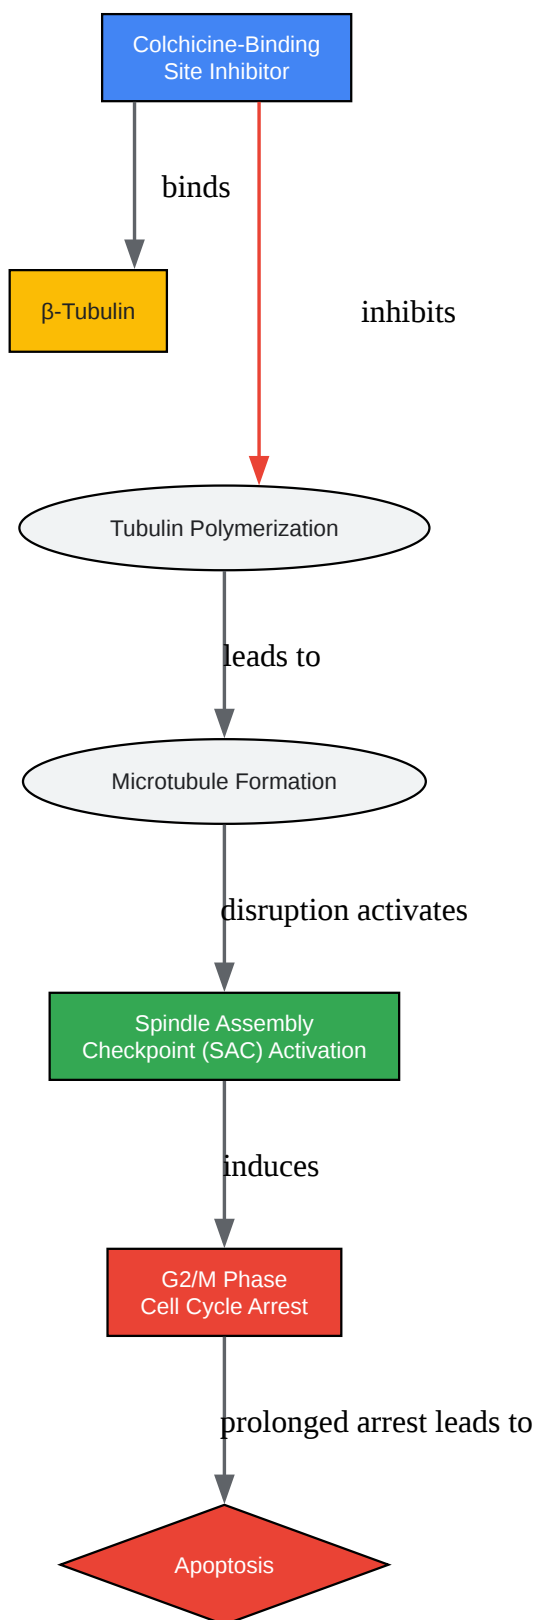 Colchicine-Binding
Site Inhibitor
binds
β-Tubulin
inhibits
Tubulin Polymerization
leads to
Microtubule Formation
disruption activates
Spindle Assembly
Checkpoint (SAC) Activation
induces
G2/M Phase
Cell Cycle Arrest
prolonged arrest leads to
Apoptosis